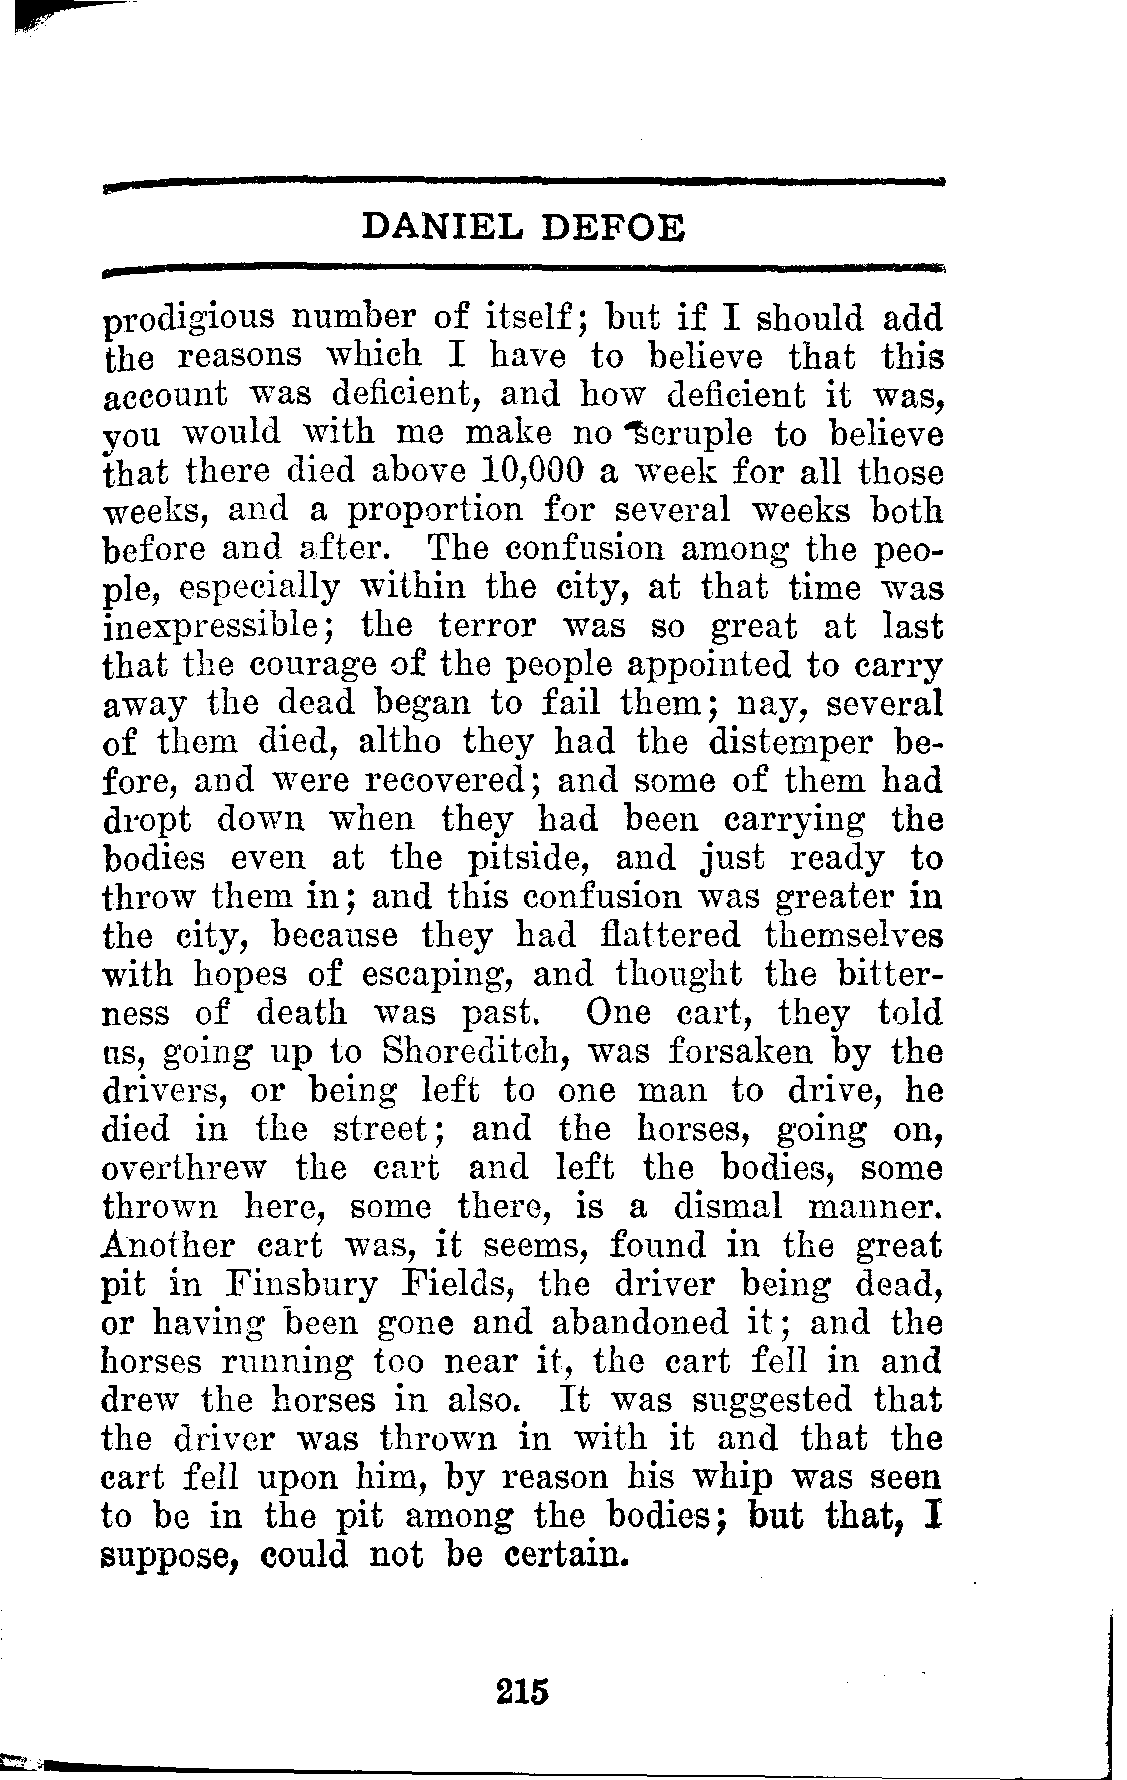 DANIEL DEFOE
prodigious number of itself; but if I should add
the reasons which I have to believe that this
account was deficient, and how deficient it was,
you would with me make no scruple to believe
that there died above 10,000 a week for all those
weeks, and a proportion for several weeks both
before and after. The confusion among the peo-
ple, especially within the city, at that time was
inexpressible; the terror was so great at last
that the courage of the people appointed to carry
away the dead began to fail them; nay, several
of them died, altho they had the distemper be-
fore, and were recovered; and some of them had
dropt down when they had been carrying the
bodies even at the pitside, and just ready to
throw them in; and this confusion was greater in
the city, because they had flattered themselves
with hopes of escaping, and thought the bitter-
ness of death was past. One cart, they told
us, going up to Shoreditch, was forsaken by the
drivers, or being left to one man to drive, he
died in the street; and the horses, going on,
overthrew the cart and left the bodies, some
thrown here, some there, is a dismal manner.
Another cart was, it seems, found in the great
pit in Finsbury Fields, the driver being dead,
or having been gone and abandoned it; and the
horses running too near it, the cart fell in and
drew the horses in also. It was suggested that
the driver was thrown in with it and that the
cart fell upon him, by reason his whip was seen
to be in the pit among the bodies; but that, I
suppose, could not be certain.
215